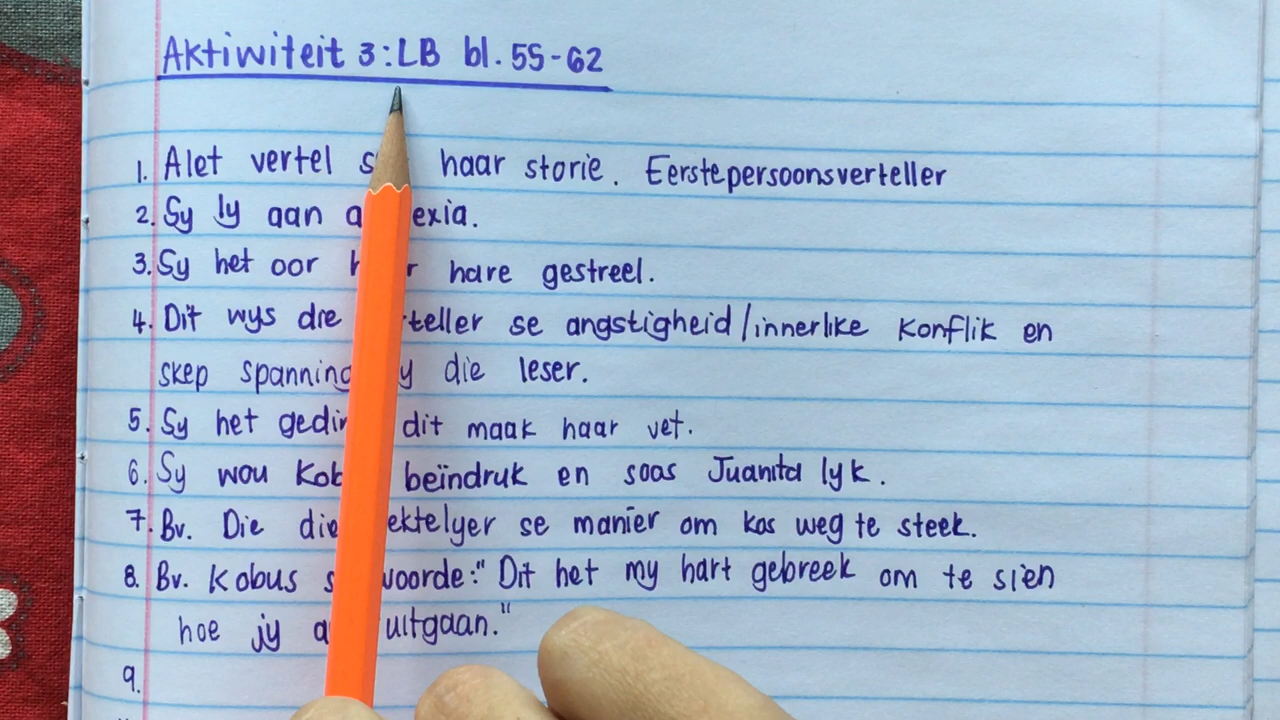 Aktiwiteit 3: LB bl. 55-62
1. Alet vertel haar storie. Eerstepersoonsverteller
2. Sy ly aan
3. Sy het oor hare gestreel.
4. Dit wys die se angstigheid/innerlike konflik en
skep spanning die leser.
5. Sy het dit maak haar vet.
6. Sy wou beïndruk en soos Juanita lyk.
7. Bv. Die se manier om kos weg te steek.
8. Bv. Kobus "Dit het my hart gebreek om te sien
hoe jy uitgaan."
9.